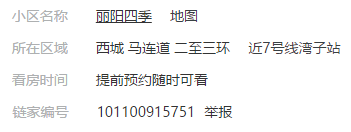 小区名称 丽阳四季 地图
所在区域 西城 马连道 二至三环 近7号线湾子站
看房时间 提前预约随时可看
链家编号 101100915751 举报